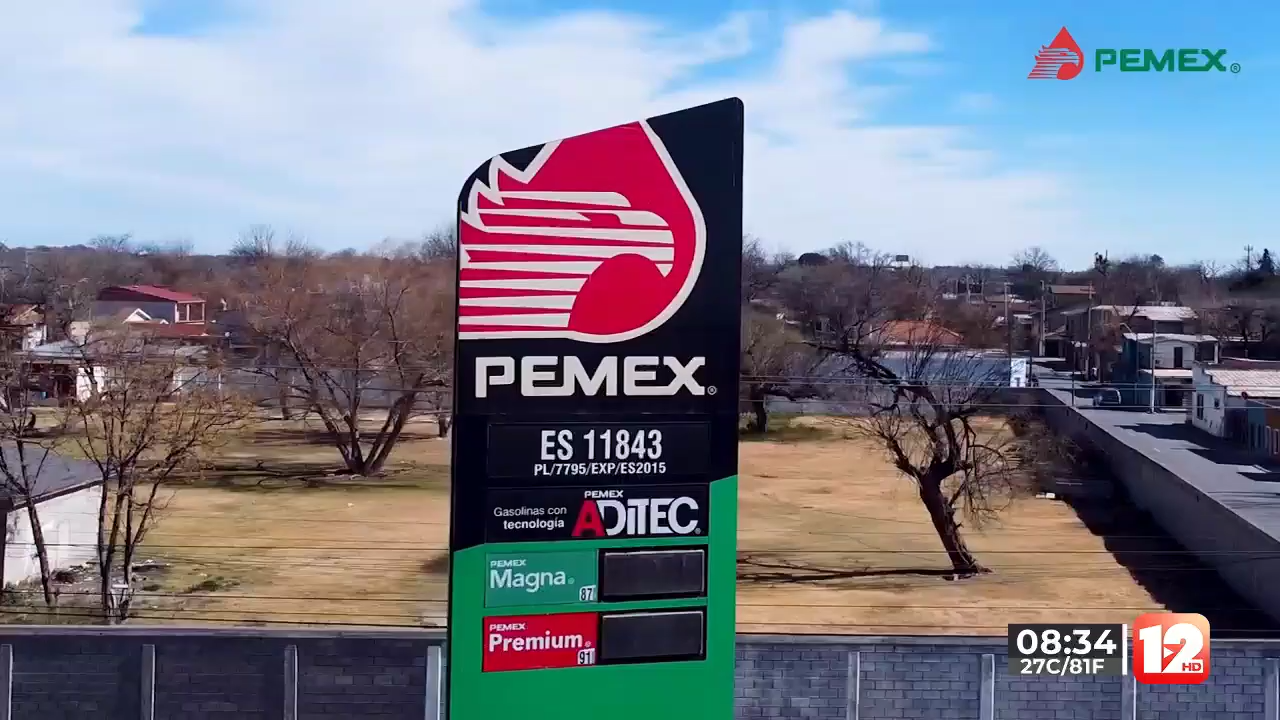 PEMEX®
PEMEX®
ES 11843
PL/7795/EXP/ES2015
Gasolinas con
tecnología
PEMEX
ADITEC®
PEMEX
Magna®
87
PEMEX
Premium®
91
08:34
27C/81F
12
HD